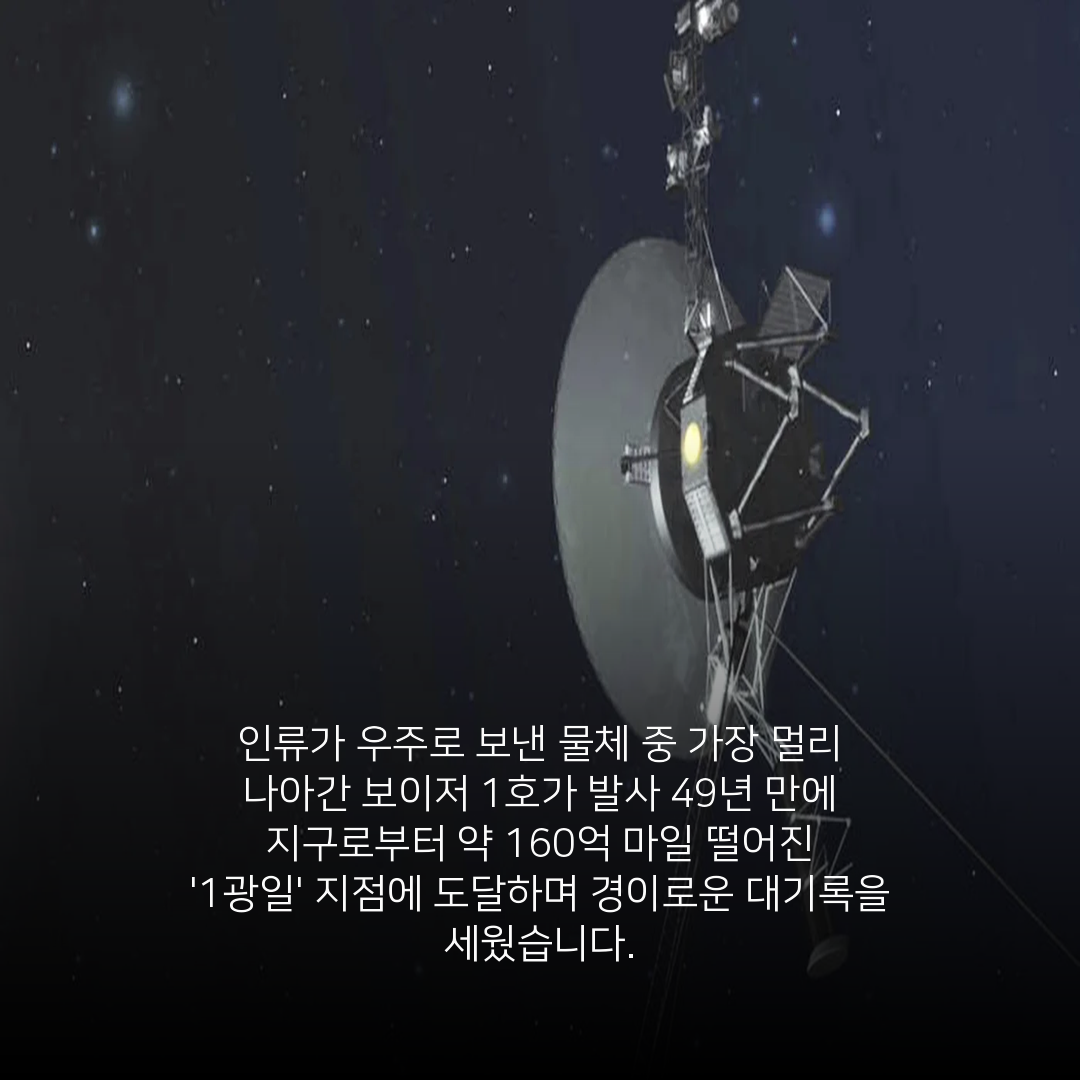 인류가 우주로 보낸 물체 중 가장 멀리
나아간 보이저 1호가 발사 49년 만에
지구로부터 약 160억 마일 떨어진
'1광일' 지점에 도달하며 경이로운 대기록을
세웠습니다.